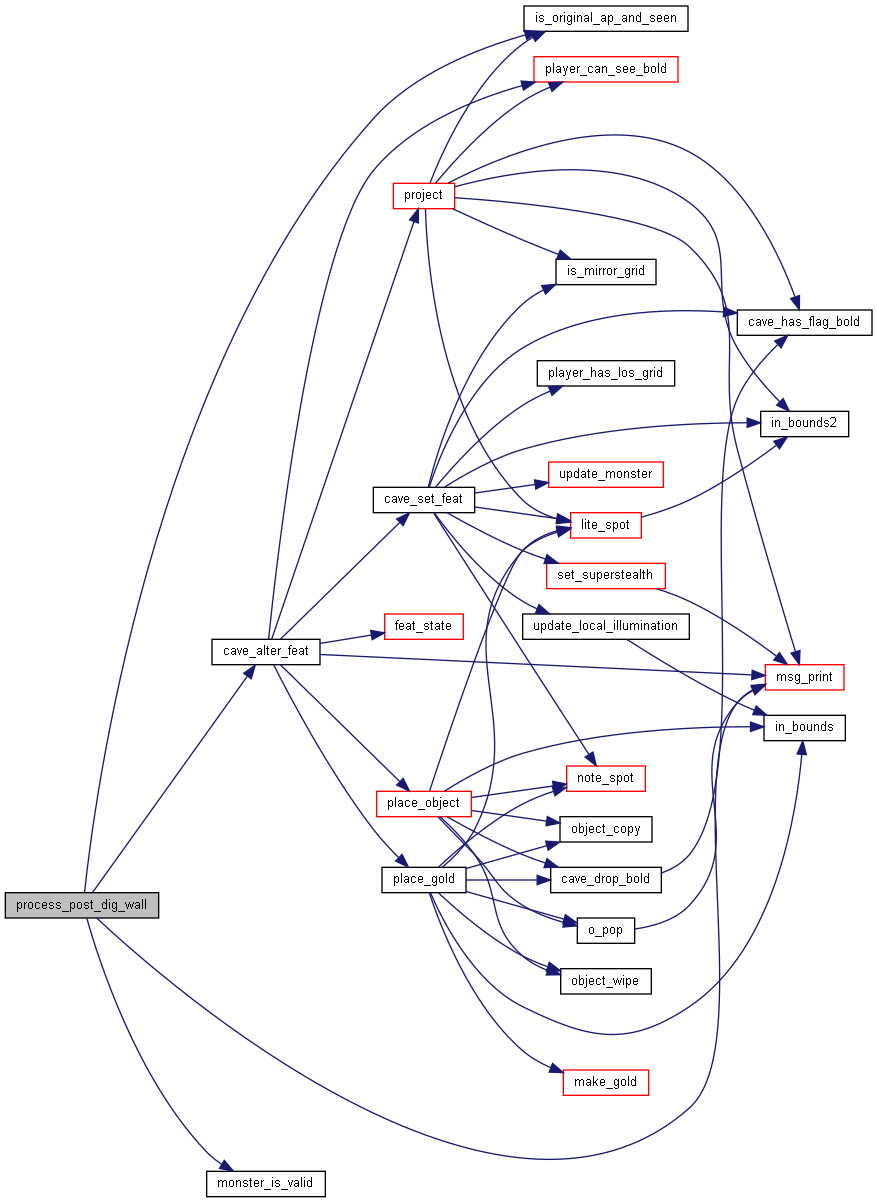 is_original_ap_and_seen
player_can_see_bold
project
is_mirror_grid
cave_has_flag_bold
player_has_los_grid
in_bounds2
update_monster
cave_set_feat
lite_spot
set_superstealth
feat_state
update_local_illumination
cave_alter_feat
msg_print
in_bounds
note_spot
place_object
object_copy
place_gold
cave_drop_bold
process_post_dig_wall
o_pop
object_wipe
make_gold
monster_is_valid